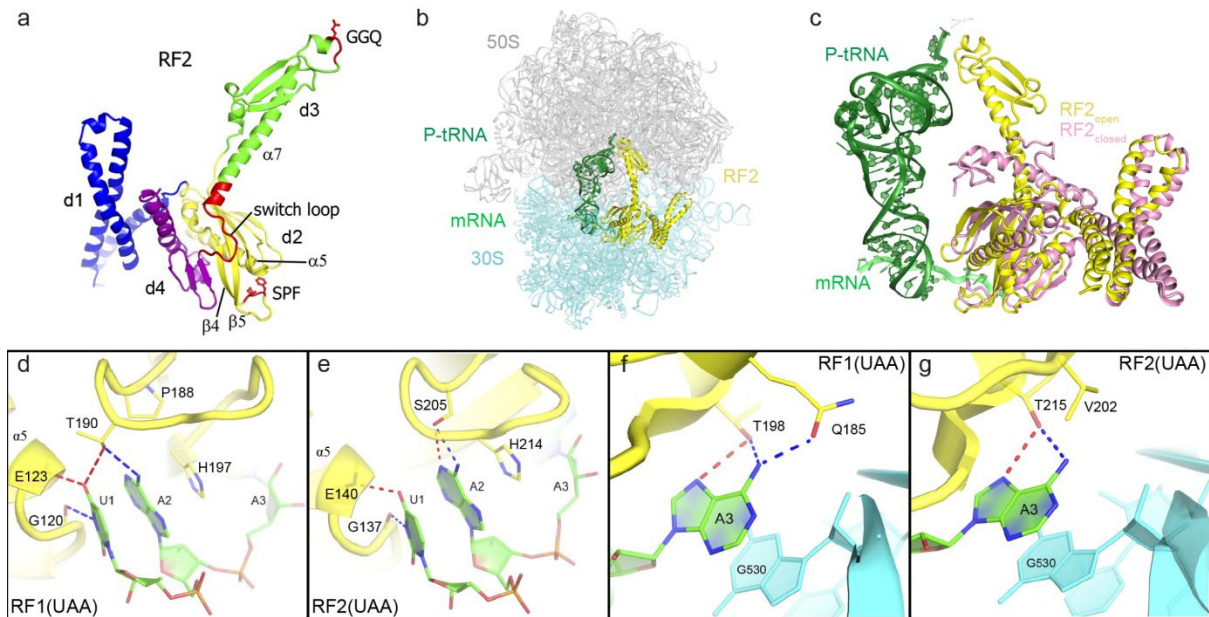 a
RF2
GGQ
d3
α7
d1
switch loop
d2
α5
d4
SPF
β4
β5
b
50S
P-tRNA
RF2
mRNA
30S
c
P-tRNA
RF2open
RF2closed
mRNA
d
P188
T190
α5
H197
E123
U1
A2
A3
G120
RF1(UAA)
e
S205
α5
H214
E140
U1
A2
A3
G137
RF2(UAA)
f
RF1(UAA)
T198
Q185
A3
G530
g
RF2(UAA)
T215
V202
A3
G530